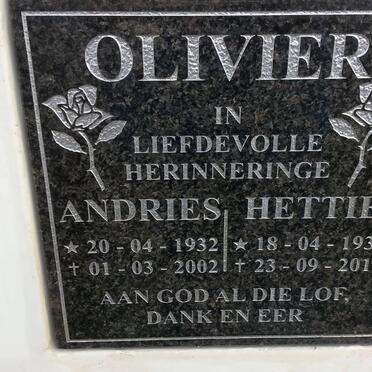 OLIVIER
IN
LIEFDEVOLLE
HERINNERINGE
ANDRIES HETTIE
★ 20 - 04 - 1932 ★ 18 - 04 - 193
† 01 - 03 - 2002 † 23 - 09 - 201
AAN GOD AL DIE LOF,
DANK EN EER